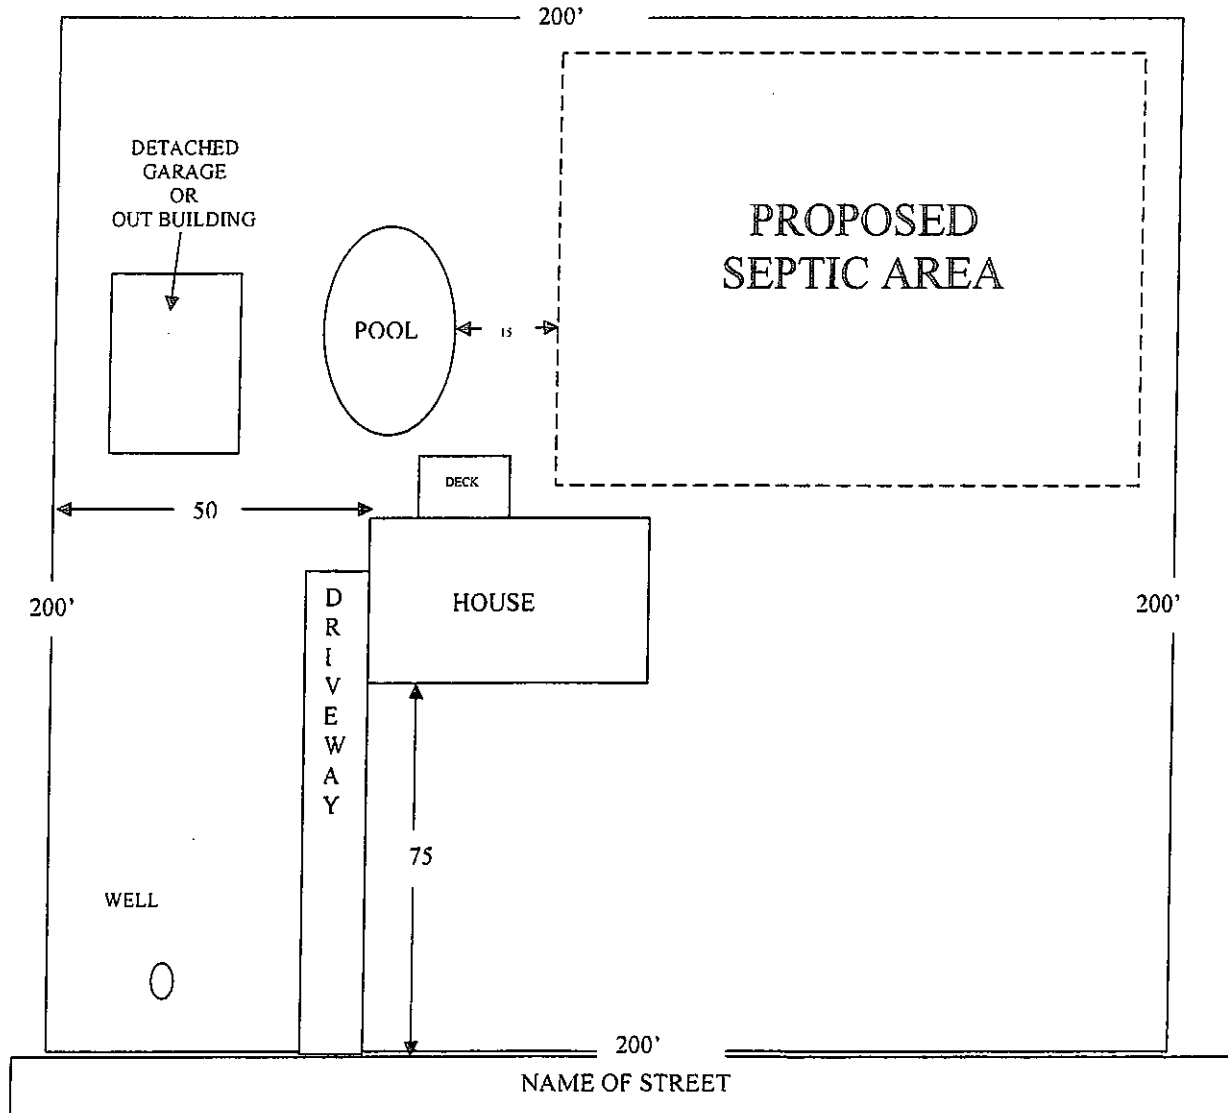 200'
DETACHED
GARAGE
OR
OUT BUILDING
PROPOSED
SEPTIC AREA
POOL
15
DECK
50
200'
DRIVEWAY
HOUSE
200'
75
WELL
200'
NAME OF STREET